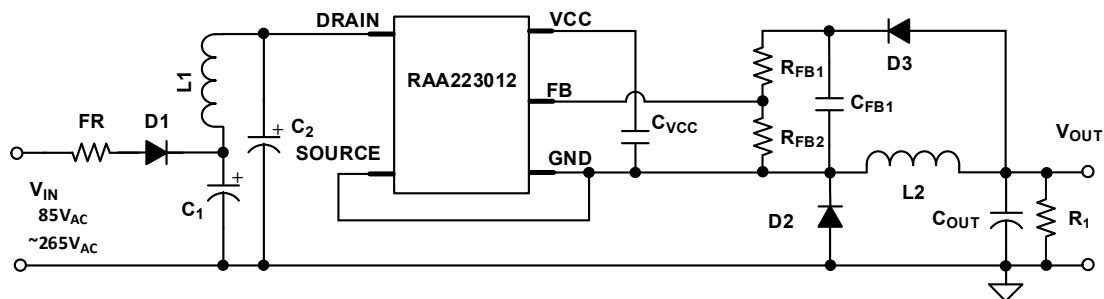 DRAIN
VCC
RAA223012
L1
D3
RFB1
FB
CFB1
FR
D1
C2
CVCC
RFB2
VOUT
SOURCE
GND
VIN
85VAC
~265VAC
C1
L2
D2
COUT
R1
+
+